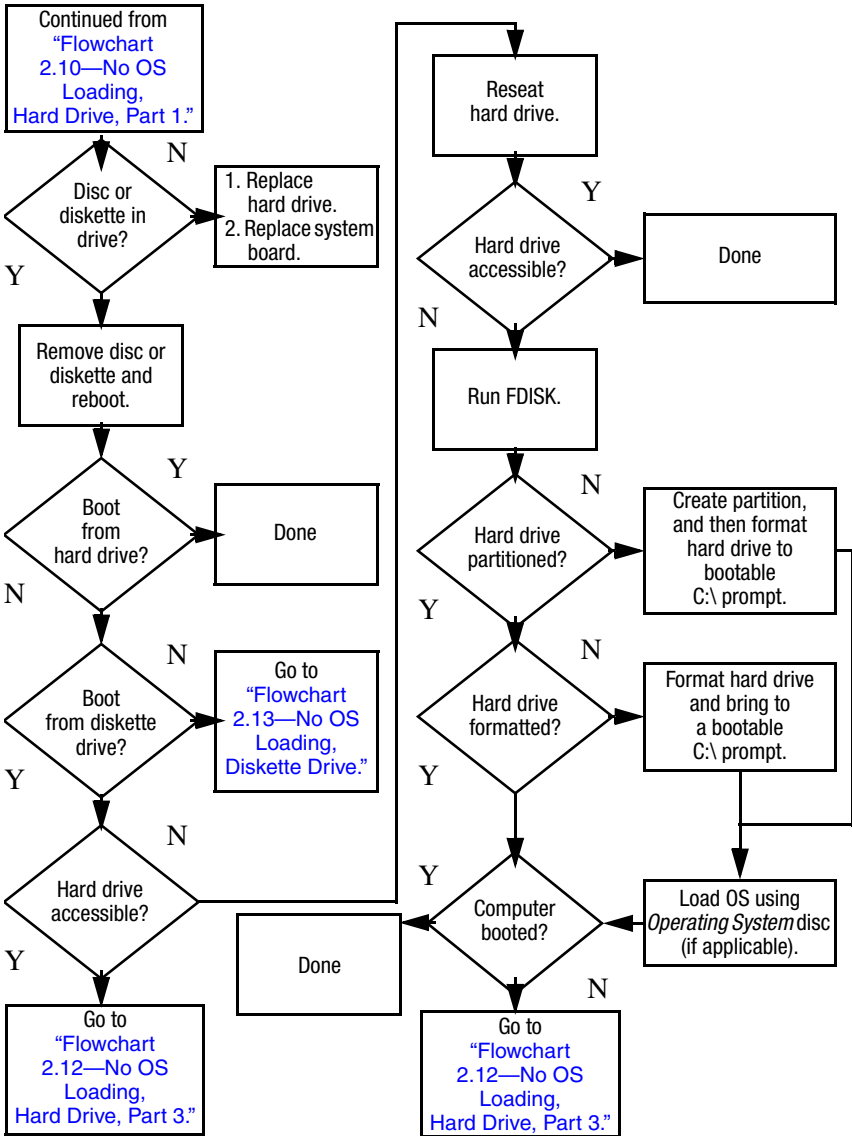 Continued from
“Flowchart
2.10—No OS
Loading,
Hard Drive, Part 1.”
N
Disc or
diskette in
drive?
1. Replace
hard drive.
2. Replace system
board.
Y
Remove disc or
diskette and
reboot.
Y
Boot
from
hard drive?
Done
N
N
Boot
from diskette
drive?
Go to
“Flowchart
2.13—No OS
Loading,
Diskette Drive.”
Y
N
Hard drive
accessible?
Y
Go to
“Flowchart
2.12—No OS
Loading,
Hard Drive, Part 3.”
Reseat
hard drive.
Y
Hard drive
accessible?
Done
N
Run FDISK.
N
Hard drive
partitioned?
Create partition,
and then format
hard drive to
bootable
C:\ prompt.
Y
N
Hard drive
formatted?
Format hard drive
and bring to
a bootable
C:\ prompt.
Y
Load OS using
Operating System disc
(if applicable).
Y
Computer
booted?
Done
N
Go to
“Flowchart
2.12—No OS
Loading,
Hard Drive, Part 3.”